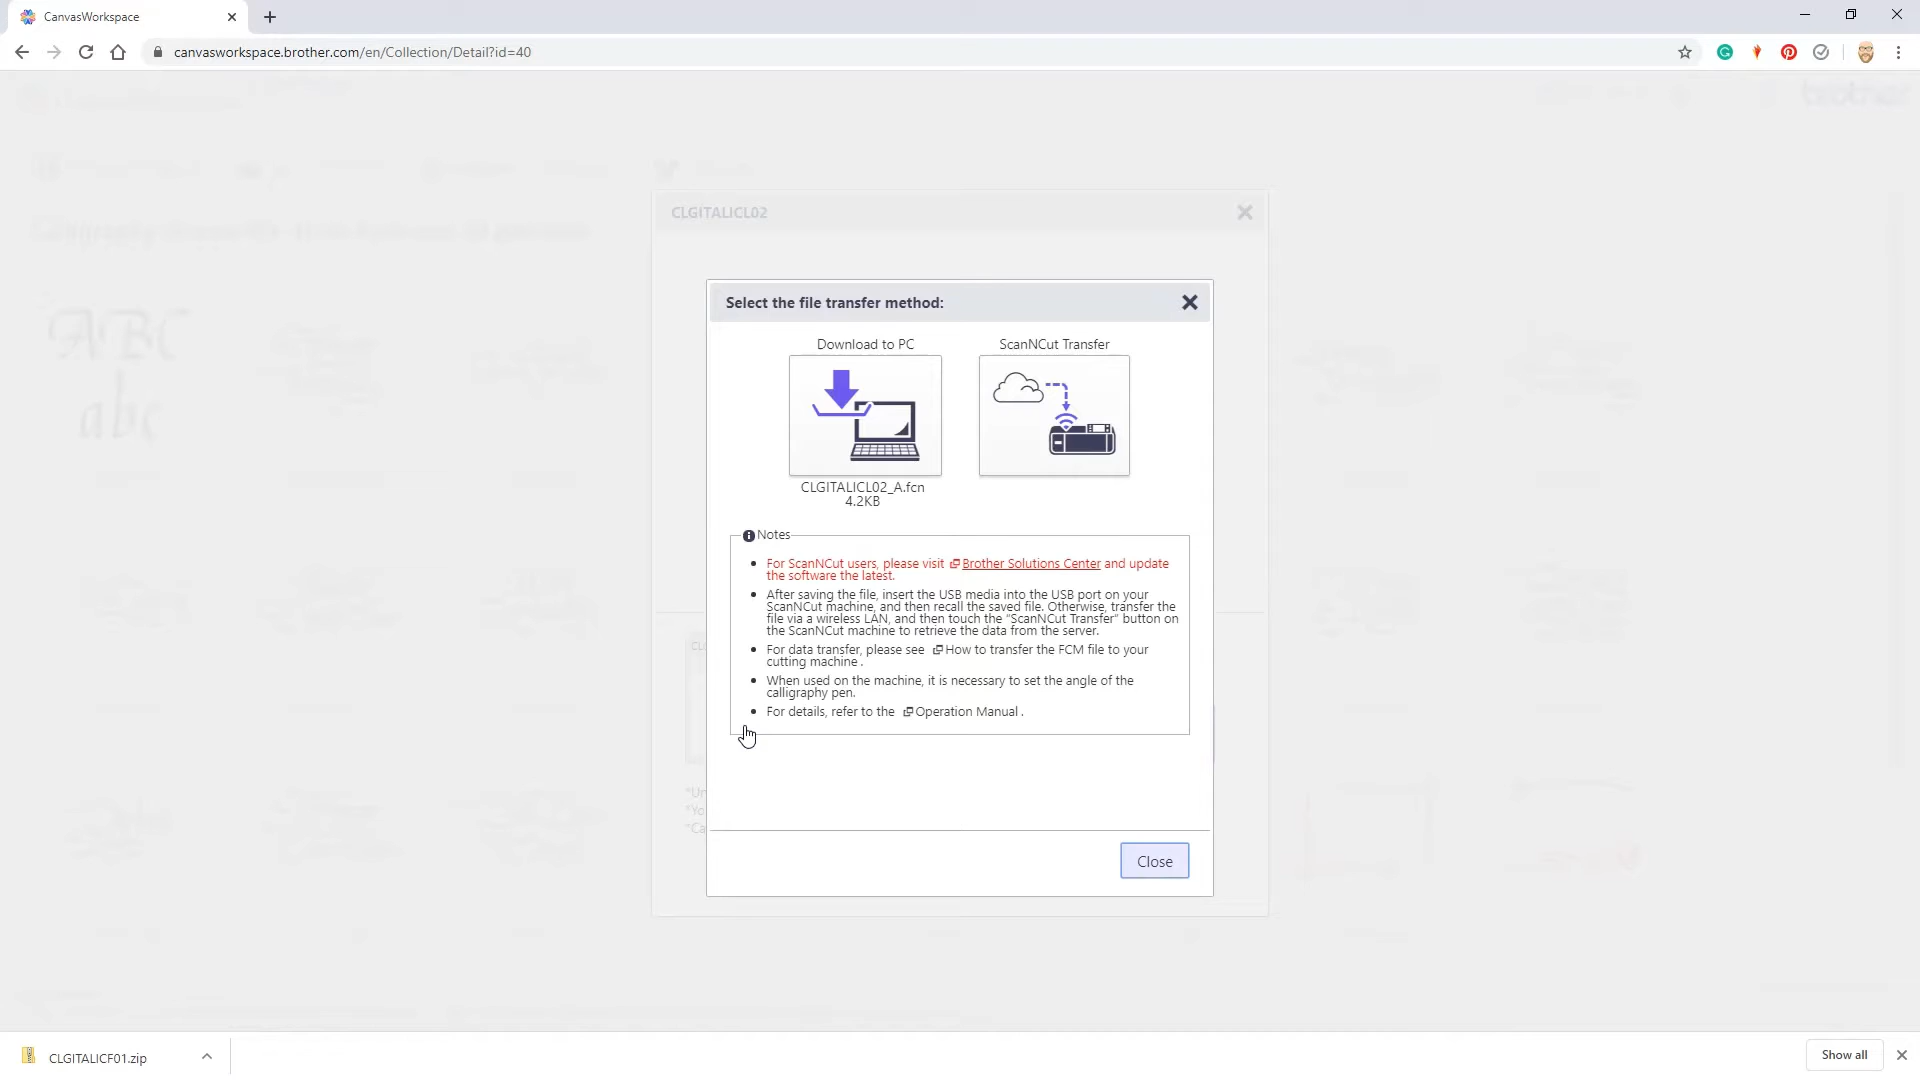 CanvasWorkspace
canvasworkspace.brother.com/en/Collection/Detail?id=40
brother
CLGITALICL02
Select the file transfer method:
Download to PC
ScanNCut Transfer
CLGITALICL02_A.fcn
4.2KB
Notes
For ScanNCut users, please visit Brother Solutions Center and update
the software the latest.
After saving the file, insert the USB media into the USB port on your
ScanNCut machine, and then recall the saved file. Otherwise, transfer the
file via a wireless LAN, and then touch the "ScanNCut Transfer" button on
the ScanNCut machine to retrieve the data from the server.
For data transfer, please see How to transfer the FCM file to your
cutting machine .
When used on the machine, it is necessary to set the angle of the
calligraphy pen.
For details, refer to the Operation Manual .
ABC
abc
Close
CLGITALICF01.zip
Show all